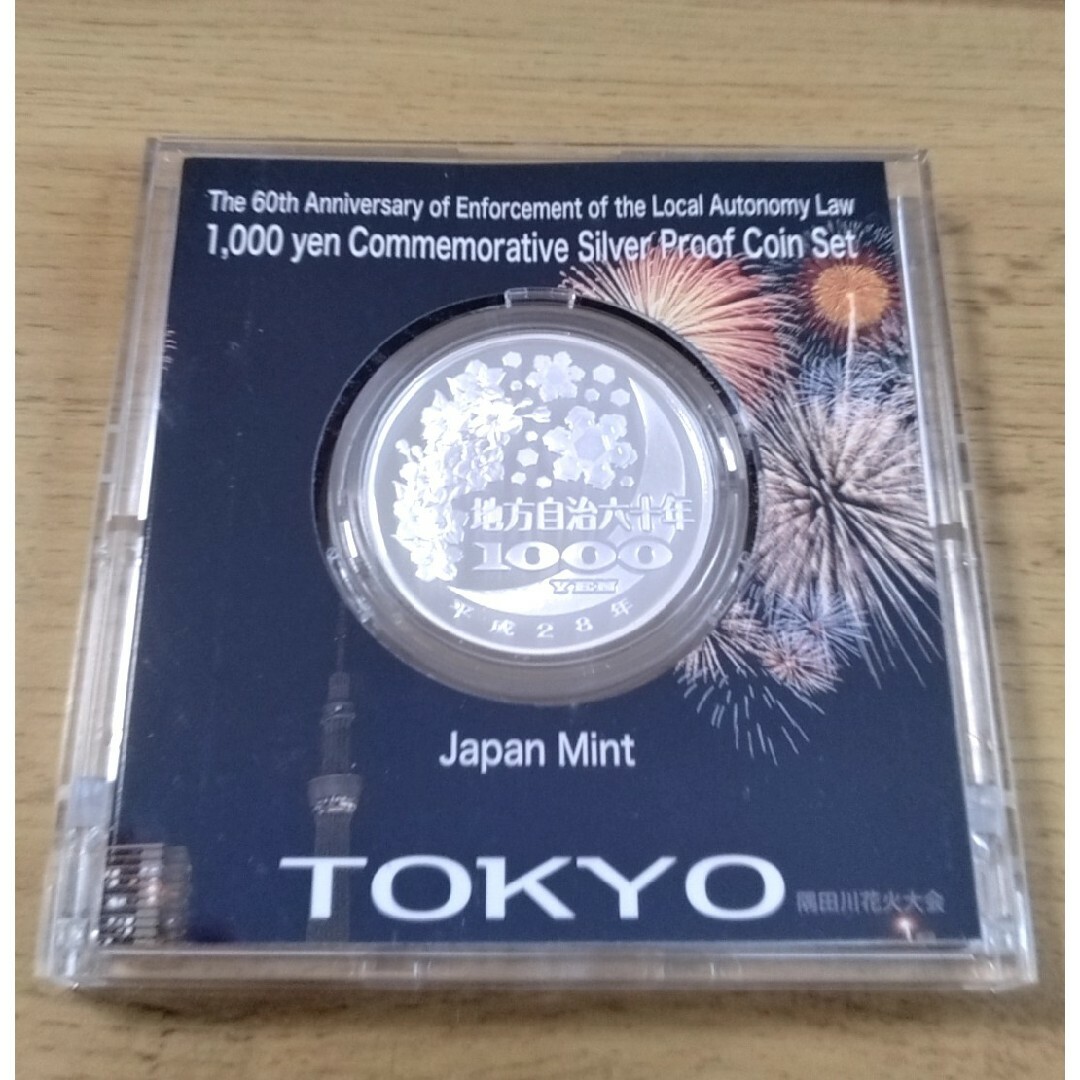 The 60th Anniversary of Enforcement of the Local Autonomy Law
1,000 yen Commemorative Silver Proof Coin Set
地方自治六十年
1000
YEN
平成28年
Japan Mint
TOKYO
隅田川花火大会